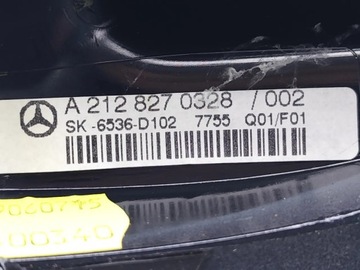 A 212 827 0328 / 002
SK -6536-D102 7755 Q01/F01